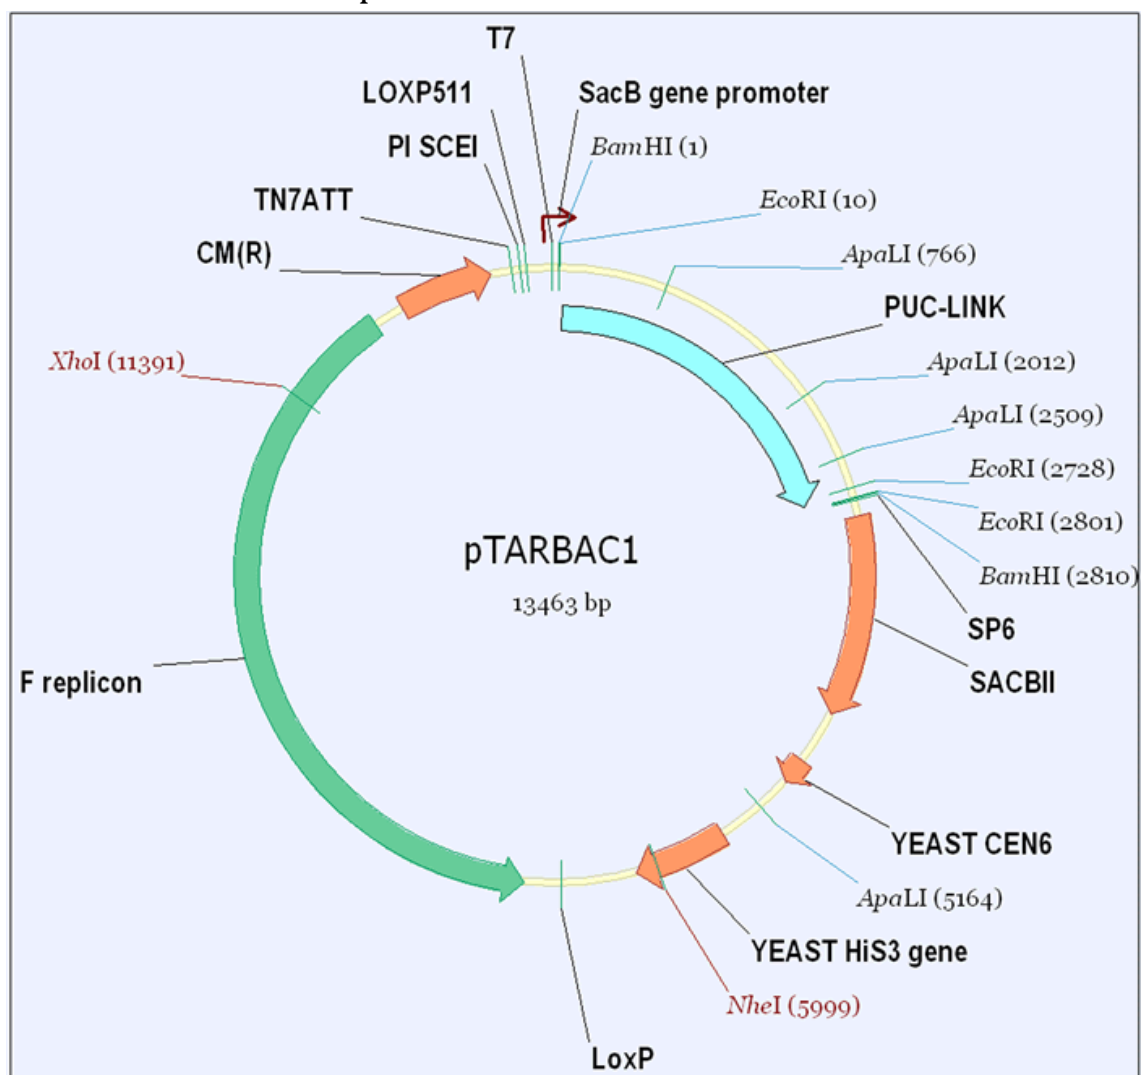 T7
LOXP511
SacB gene promoter
PI SCEI
BamHI (1)
TN7ATT
EcoRI (10)
CM(R)
ApaLI (766)
PUC-LINK
XhoI (11391)
ApaLI (2012)
ApaLI (2509)
EcoRI (2728)
EcoRI (2801)
pTARBAC1
BamHI (2810)
13463 bp
SP6
F replicon
SACBII
YEAST CEN6
ApaLI (5164)
YEAST HiS3 gene
NheI (5999)
LoxP